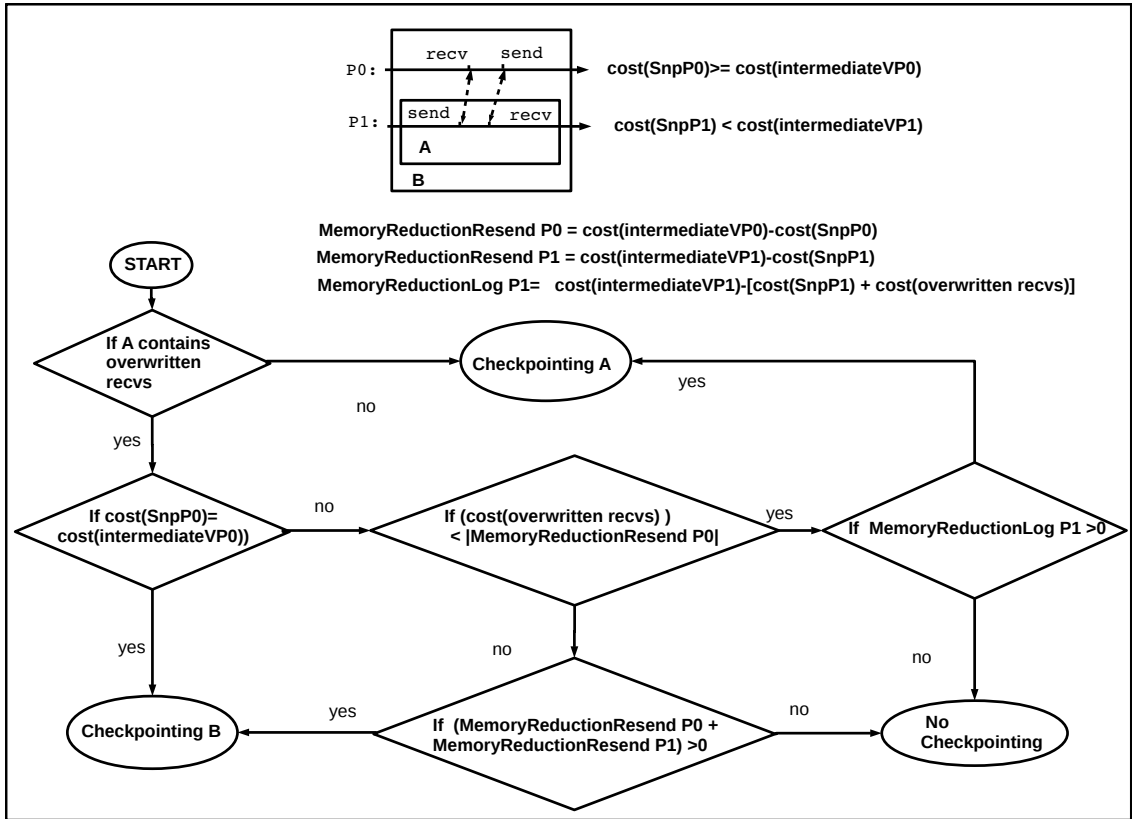 recv send
P0:
cost(SnpP0)>= cost(intermediateVP0)
send recv
P1:
cost(SnpP1) < cost(intermediateVP1)
A
B
MemoryReductionResend P0 = cost(intermediateVP0)-cost(SnpP0)
MemoryReductionResend P1 = cost(intermediateVP1)-cost(SnpP1)
MemoryReductionLog P1= cost(intermediateVP1)-[cost(SnpP1) + cost(overwritten recvs)]
START
If A contains
overwritten
recvs
Checkpointing A
no
yes
yes
If cost(SnpP0)=
cost(intermediateVP0))
no
If (cost(overwritten recvs) )
< |MemoryReductionResend P0|
yes
If MemoryReductionLog P1 >0
yes
no
no
Checkpointing B
yes
If (MemoryReductionResend P0 +
MemoryReductionResend P1) >0
no
No
Checkpointing